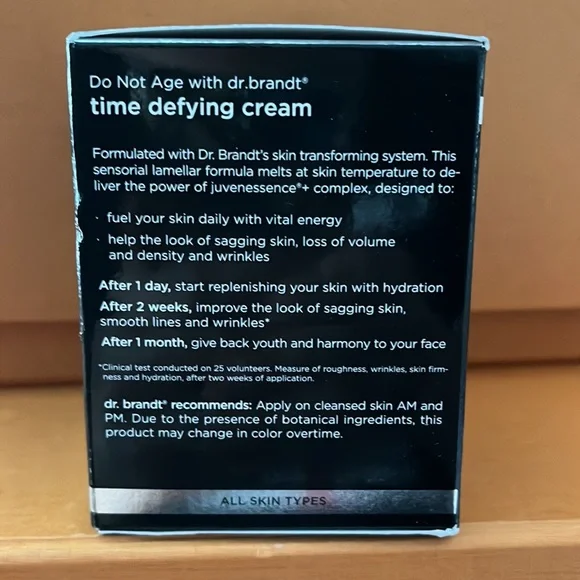 Do Not Age with dr.brandt®
time defying cream
Formulated with Dr. Brandt's skin transforming system. This
sensorial lamellar formula melts at skin temperature to de-
liver the power of juvenessence®+ complex, designed to:
· fuel your skin daily with vital energy
· help the look of sagging skin, loss of volume
and density and wrinkles
After 1 day, start replenishing your skin with hydration
After 2 weeks, improve the look of sagging skin,
smooth lines and wrinkles*
After 1 month, give back youth and harmony to your face
*Clinical test conducted on 25 volunteers. Measure of roughness, wrinkles, skin firm-
ness and hydration, after two weeks of application.
dr. brandt® recommends: Apply on cleansed skin AM and
PM. Due to the presence of botanical ingredients, this
product may change in color overtime.
ALL SKIN TYPES